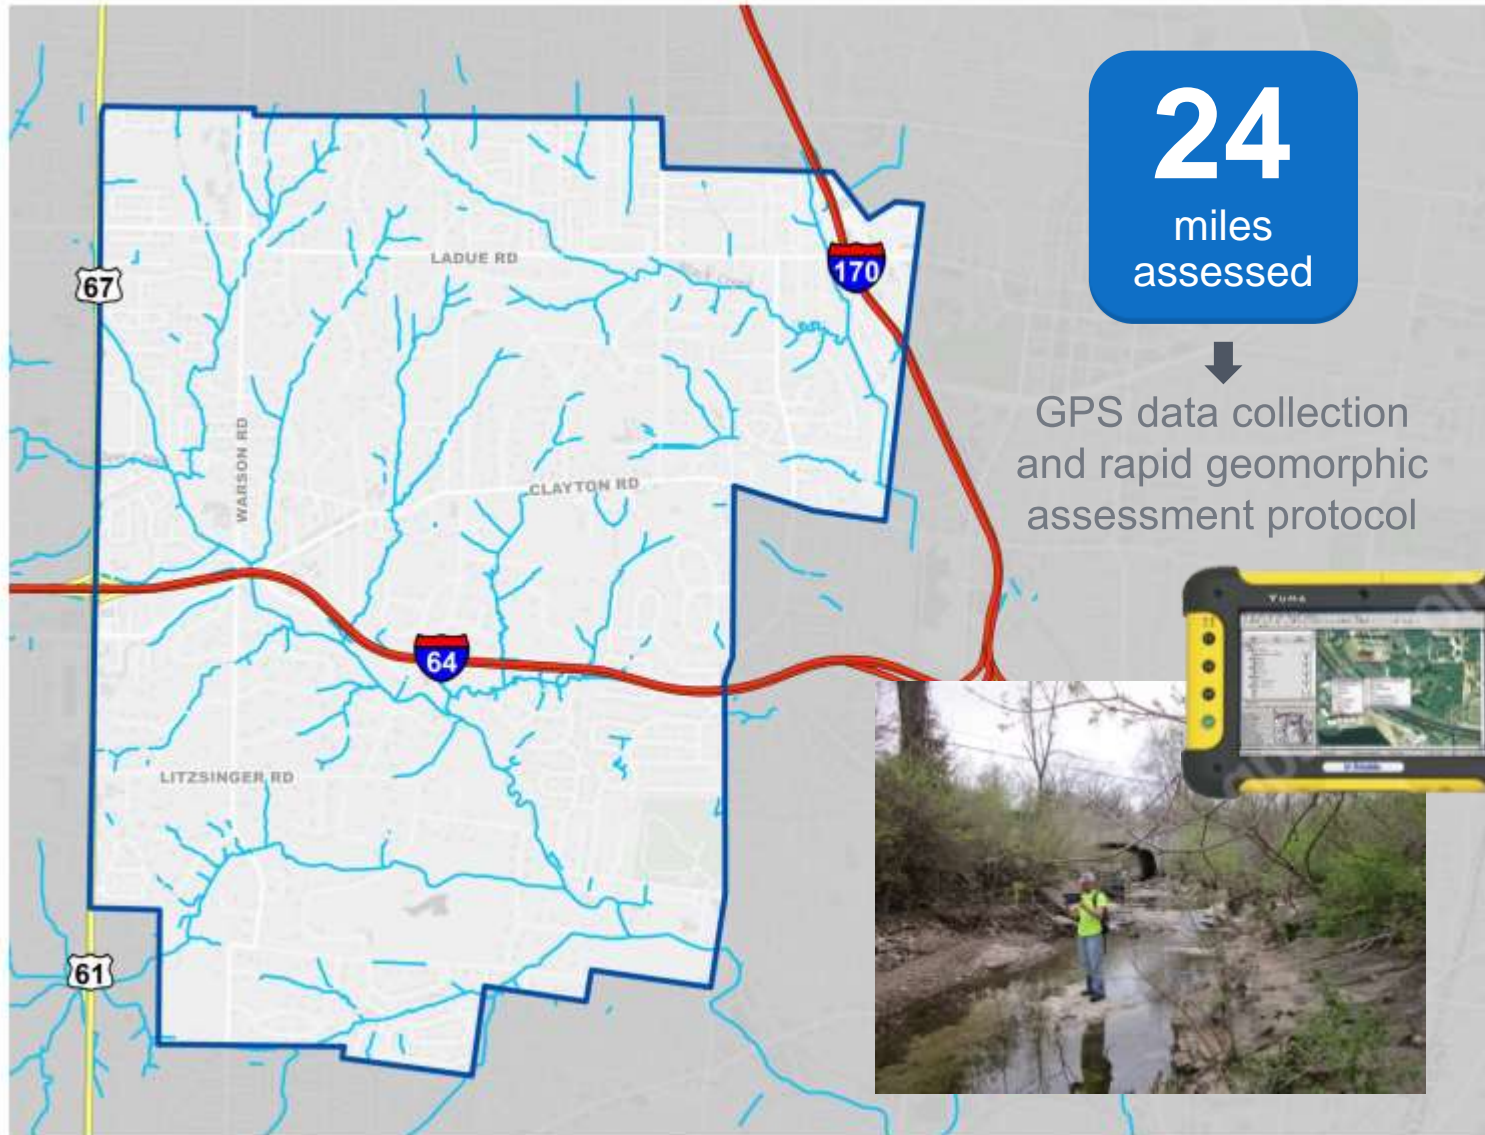 24
miles
assessed
GPS data collection
and rapid geomorphic
assessment protocol
LADUE RD
170
67
WARSON RD
CLAYTON RD
64
LITZSINGER RD
61
YUMA